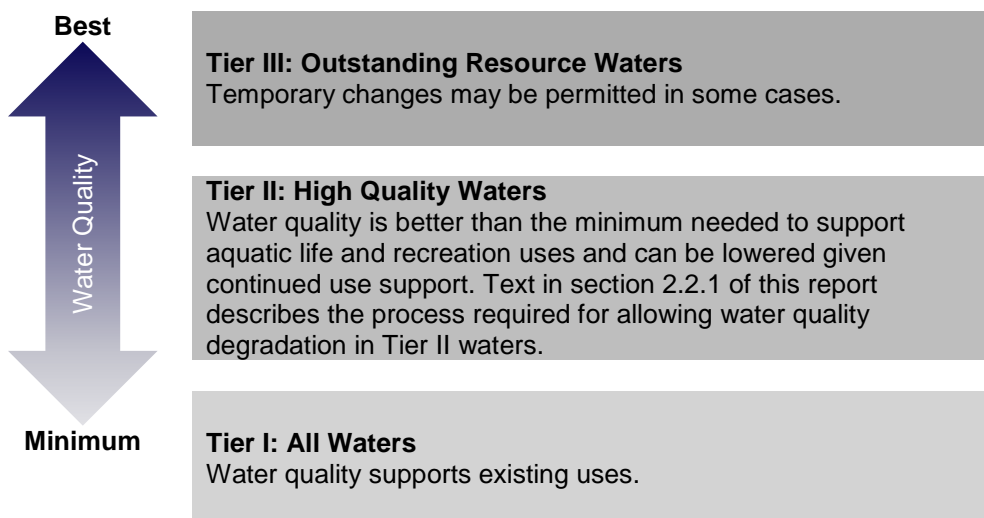 Best
Water Quality
Minimum
Tier III: Outstanding Resource Waters
Temporary changes may be permitted in some cases.
Tier II: High Quality Waters
Water quality is better than the minimum needed to support
aquatic life and recreation uses and can be lowered given
continued use support. Text in section 2.2.1 of this report
describes the process required for allowing water quality
degradation in Tier II waters.
Tier I: All Waters
Water quality supports existing uses.